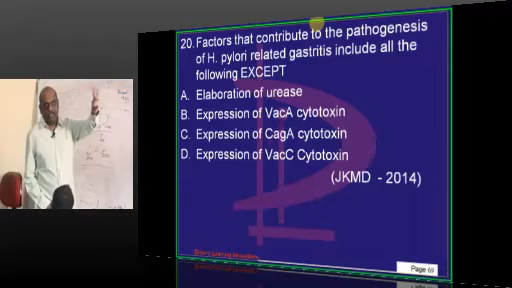 20. Factors that contribute to the pathogenesis
of H. pylori related gastritis include all the
following EXCEPT
A. Elaboration of urease
B. Expression of VacA cytotoxin
C. Expression of CagA cytotoxin
D. Expression of VacC Cytotoxin
(JKMD - 2014)
Page 69